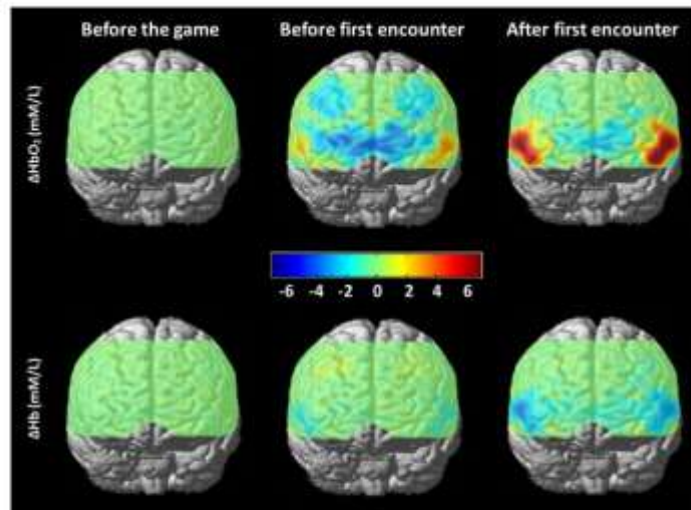 Before the game Before first encounter After first encounter
ΔHbO₂ (mM/L)
-6 -4 -2 0 2 4 6
ΔHb (mM/L)